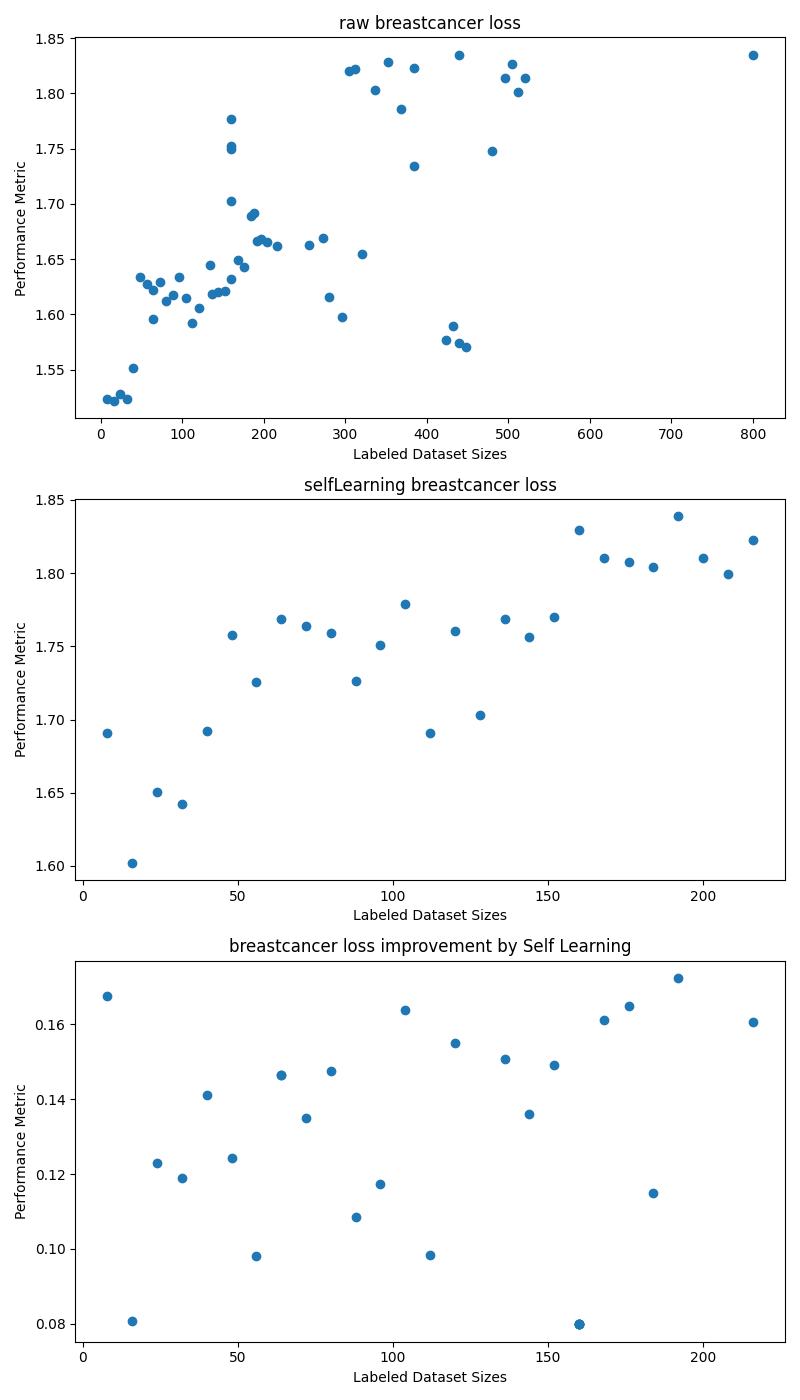 raw breastcancer loss
1.85
1.80
1.75
1.70
1.65
1.60
1.55
Performance Metric
0 100 200 300 400 500 600 700 800
Labeled Dataset Sizes
selfLearning breastcancer loss
1.85
1.80
1.75
1.70
1.65
1.60
Performance Metric
0 50 100 150 200
Labeled Dataset Sizes
breastcancer loss improvement by Self Learning
0.16
0.14
0.12
0.10
0.08
Performance Metric
0 50 100 150 200
Labeled Dataset Sizes